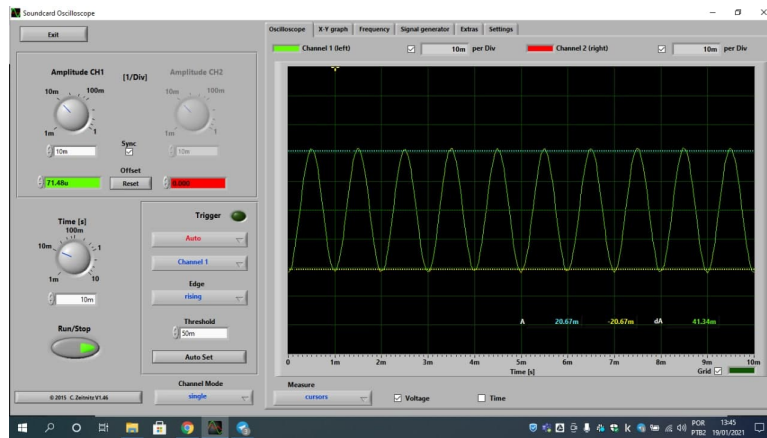 Soundcard Oscilloscope
Exit
Oscilloscope X-Y graph Frequency Signal generator Extras Settings
Channel 1 (left) 10m per Div Channel 2 (right) 10m per Div
Amplitude CH1 [1/Div] Amplitude CH2
10m 100m 10m 100m
1m 1 1m 1
Sync
10m 10m
Offset
71.48u Reset 0.000
Time [s]
100m
10m 1
1m 10
10m
Run/Stop
Trigger
Auto
Channel 1
Edge
rising
Threshold
50m
Auto Set
Channel Mode
single
© 2015 C. Zeitnitz V1.46
A 20.67m -20.67m dA 41.34m
0 1m 2m 3m 4m 5m 6m 7m 8m 9m 10m
Time [s] Grid
Measure
cursors Voltage Time
POR 13:45
PTB2 19/01/2021